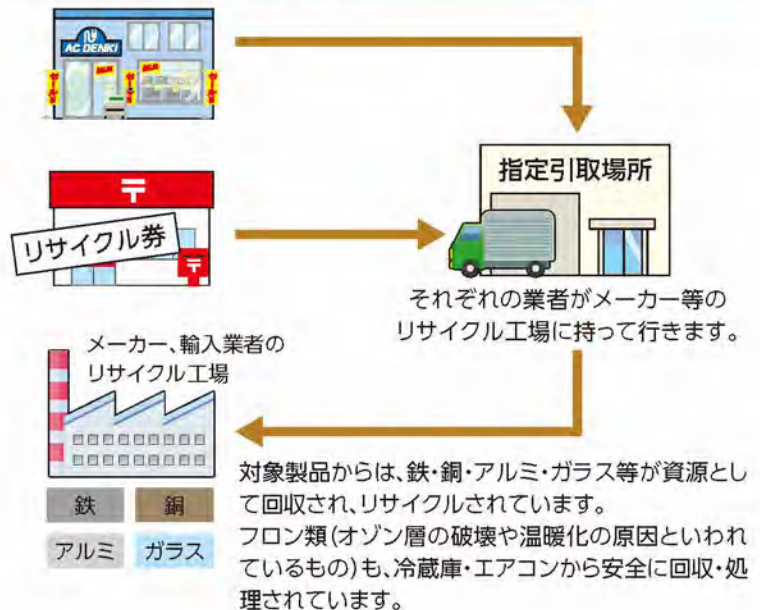 AC DENKI
指定引取場所
〒
リサイクル券
〒
それぞれの業者がメーカー等の
リサイクル工場に持って行きます。
メーカー、輸入業者の
リサイクル工場
鉄
銅
アルミ
ガラス
対象製品からは、鉄・銅・アルミ・ガラス等が資源とし
て回収され、リサイクルされています。
フロン類(オゾン層の破壊や温暖化の原因といわれ
ているもの)も、冷蔵庫・エアコンから安全に回収・処
理されています。